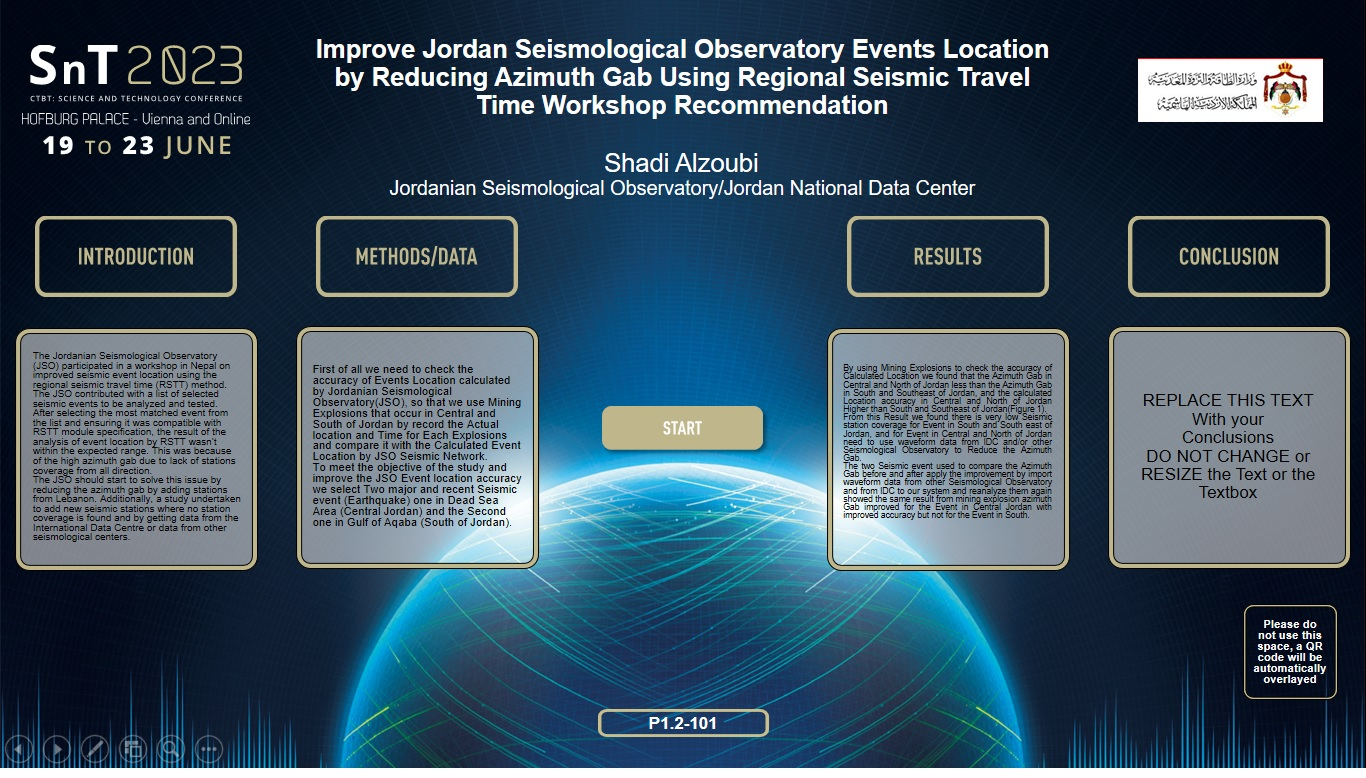 SnT 2023
CTBT: SCIENCE AND TECHNOLOGY CONFERENCE
HOFBURG PALACE - Vienna and Online
19 TO 23 JUNE
Improve Jordan Seismological Observatory Events Location
by Reducing Azimuth Gab Using Regional Seismic Travel
Time Workshop Recommendation
Shadi Alzoubi
Jordanian Seismological Observatory/Jordan National Data Center
وزارة الطاقة والثروة المعدنية
المملكة الأردنية الهاشمية
INTRODUCTION
The Jordanian Seismological Observatory
(JSO) participated in a workshop in Nepal on
improved seismic event location using the
regional seismic travel time (RSTT) method.
The JSO contributed with a list of selected
seismic events to be analyzed and tested.
After selecting the most matched event from
the list and ensuring it was compatible with
RSTT module specification, the result of the
analysis of event location by RSTT wasn't
within the expected range. This was because
of the high azimuth gab due to lack of stations
coverage from all direction.
The JSO should start to solve this issue by
reducing the azimuth gab by adding stations
from Lebanon. Additionally, a study undertaken
to add new seismic stations where no station
coverage is found and by getting data from the
International Data Centre or data from other
seismological centers.
METHODS/DATA
First of all we need to check the
accuracy of Events Location calculated
by Jordanian Seismological
Observatory(JSO), so that we use Mining
Explosions that occur in Central and
South of Jordan by record the Actual
location and Time for Each Explosions
and compare it with the Calculated Event
Location by JSO Seismic Network.
To meet the objective of the study and
improve the JSO Event location accuracy
we select Two major and recent Seismic
event (Earthquake) one in Dead Sea
Area (Central Jordan) and the Second
one in Gulf of Aqaba (South of Jordan).
START
RESULTS
By using Mining Explosions to check the accuracy of
Calculated Location we found that the Azimuth Gab in
Central and North of Jordan less than the Azimuth Gab
in South and Southeast of Jordan, and the calculated
Location accuracy in Central and North of Jordan
Higher than South and Southeast of Jordan(Figure 1).
From this Result we found there is very low Seismic
station coverage for Event in South and South east of
Jordan, and for Event in Central and North of Jordan
need to use waveform data from IDC and/or other
Seismological Observatory to Reduce the Azimuth
Gab.
The two Seismic event used to compare the Azimuth
Gab before and after apply the improvement by import
waveform data from other Seismological Observatory
and from IDC to our system and reanalyze them again
showed the same result from mining explosion azimuth
Gab improved for the Event in Central Jordan with
improved accuracy but not for the Event in South.
CONCLUSION
REPLACE THIS TEXT
With your
Conclusions
DO NOT CHANGE or
RESIZE the Text or the
Textbox
Please do
not use this
space, a QR
code will be
automatically
overlayed
P1.2-101